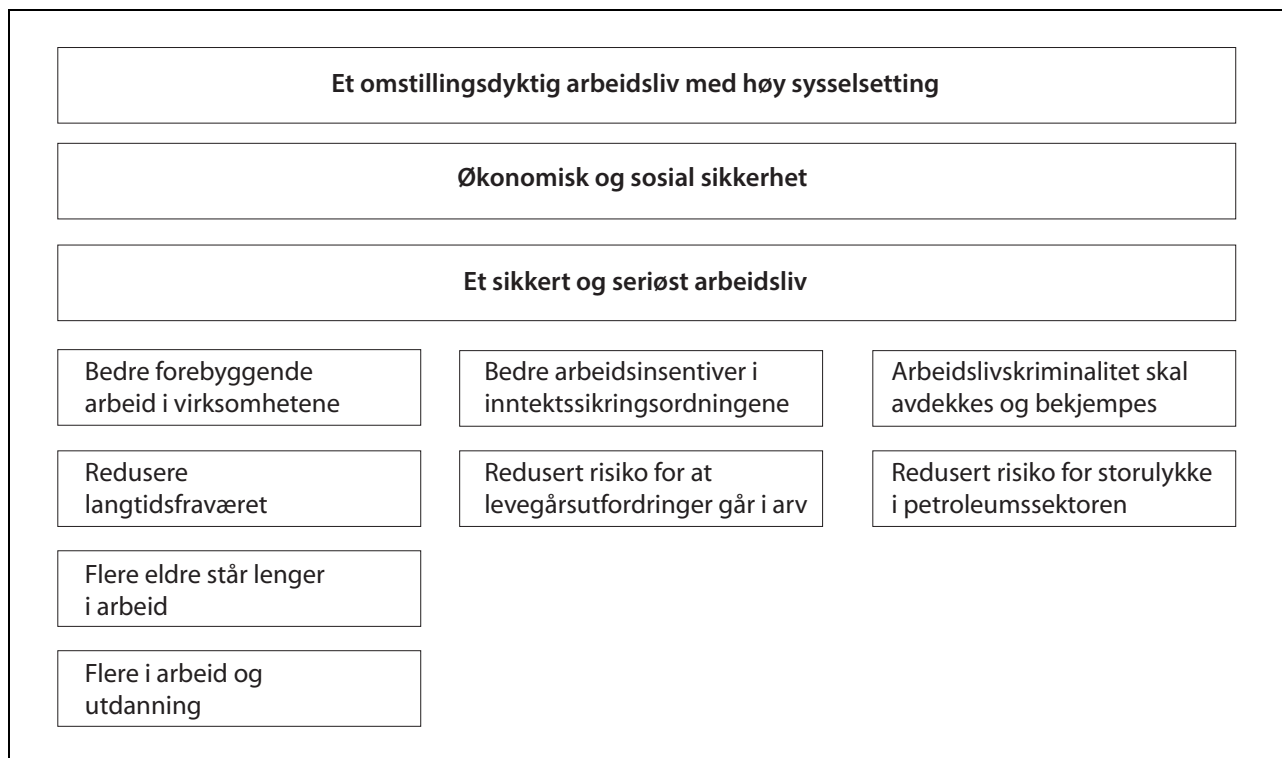 Et omstillingsdyktig arbeidsliv med høy sysselsetting
Økonomisk og sosial sikkerhet
Et sikkert og seriøst arbeidsliv
Bedre forebyggende
arbeid i virksomhetene
Bedre arbeidsinsentiver i
inntektssikringsordningene
Arbeidslivskriminalitet skal
avdekkes og bekjempes
Redusere
langtidsfraværet
Redusert risiko for at
levegårsutfordringer går i arv
Redusert risiko for storulykke
i petroleumssektoren
Flere eldre står lenger
i arbeid
Flere i arbeid og
utdanning